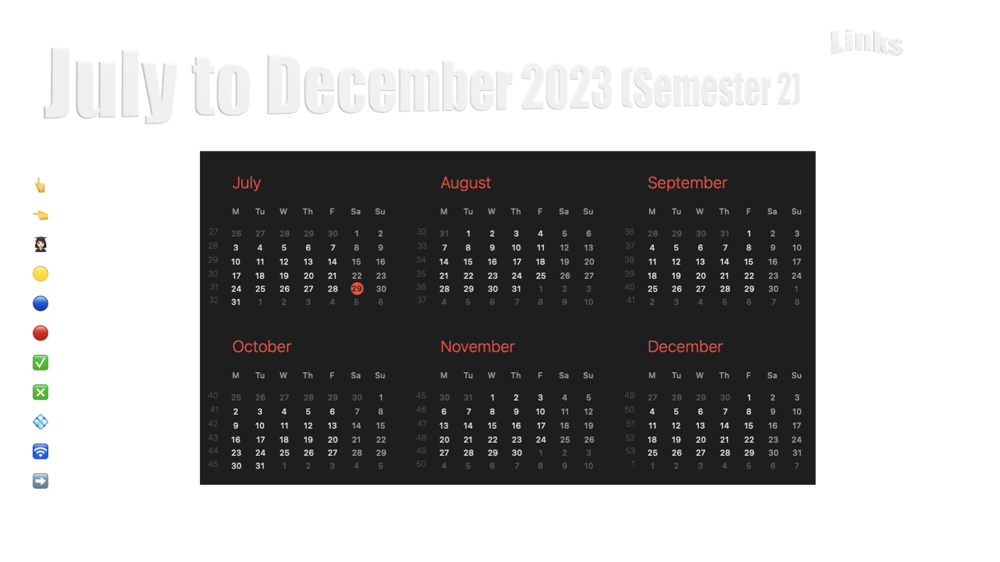 Links
July to December 2023 (Semester 2)
July August September
M Tu W Th F Sa Su M Tu W Th F Sa Su M Tu W Th F Sa Su
27 26 27 28 29 30 1 2 32 31 1 2 3 4 5 6 36 28 29 30 31 1 2 3
28 3 4 5 6 7 8 9 33 7 8 9 10 11 12 13 37 4 5 6 7 8 9 10
29 10 11 12 13 14 15 16 34 14 15 16 17 18 19 20 38 11 12 13 14 15 16 17
30 17 18 19 20 21 22 23 35 21 22 23 24 25 26 27 39 18 19 20 21 22 23 24
31 24 25 26 27 28 29 30 36 28 29 30 31 1 2 3 40 25 26 27 28 29 30 1
32 31 1 2 3 4 5 6 37 4 5 6 7 8 9 10 41 2 3 4 5 6 7 8
October November December
M Tu W Th F Sa Su M Tu W Th F Sa Su M Tu W Th F Sa Su
40 25 26 27 28 29 30 1 45 30 31 1 2 3 4 5 49 27 28 29 30 1 2 3
41 2 3 4 5 6 7 8 46 6 7 8 9 10 11 12 50 4 5 6 7 8 9 10
42 9 10 11 12 13 14 15 47 13 14 15 16 17 18 19 51 11 12 13 14 15 16 17
43 16 17 18 19 20 21 22 48 20 21 22 23 24 25 26 52 18 19 20 21 22 23 24
44 23 24 25 26 27 28 29 49 27 28 29 30 1 2 3 53 25 26 27 28 29 30 31
45 30 31 1 2 3 4 5 50 4 5 6 7 8 9 10 1 1 2 3 4 5 6 7